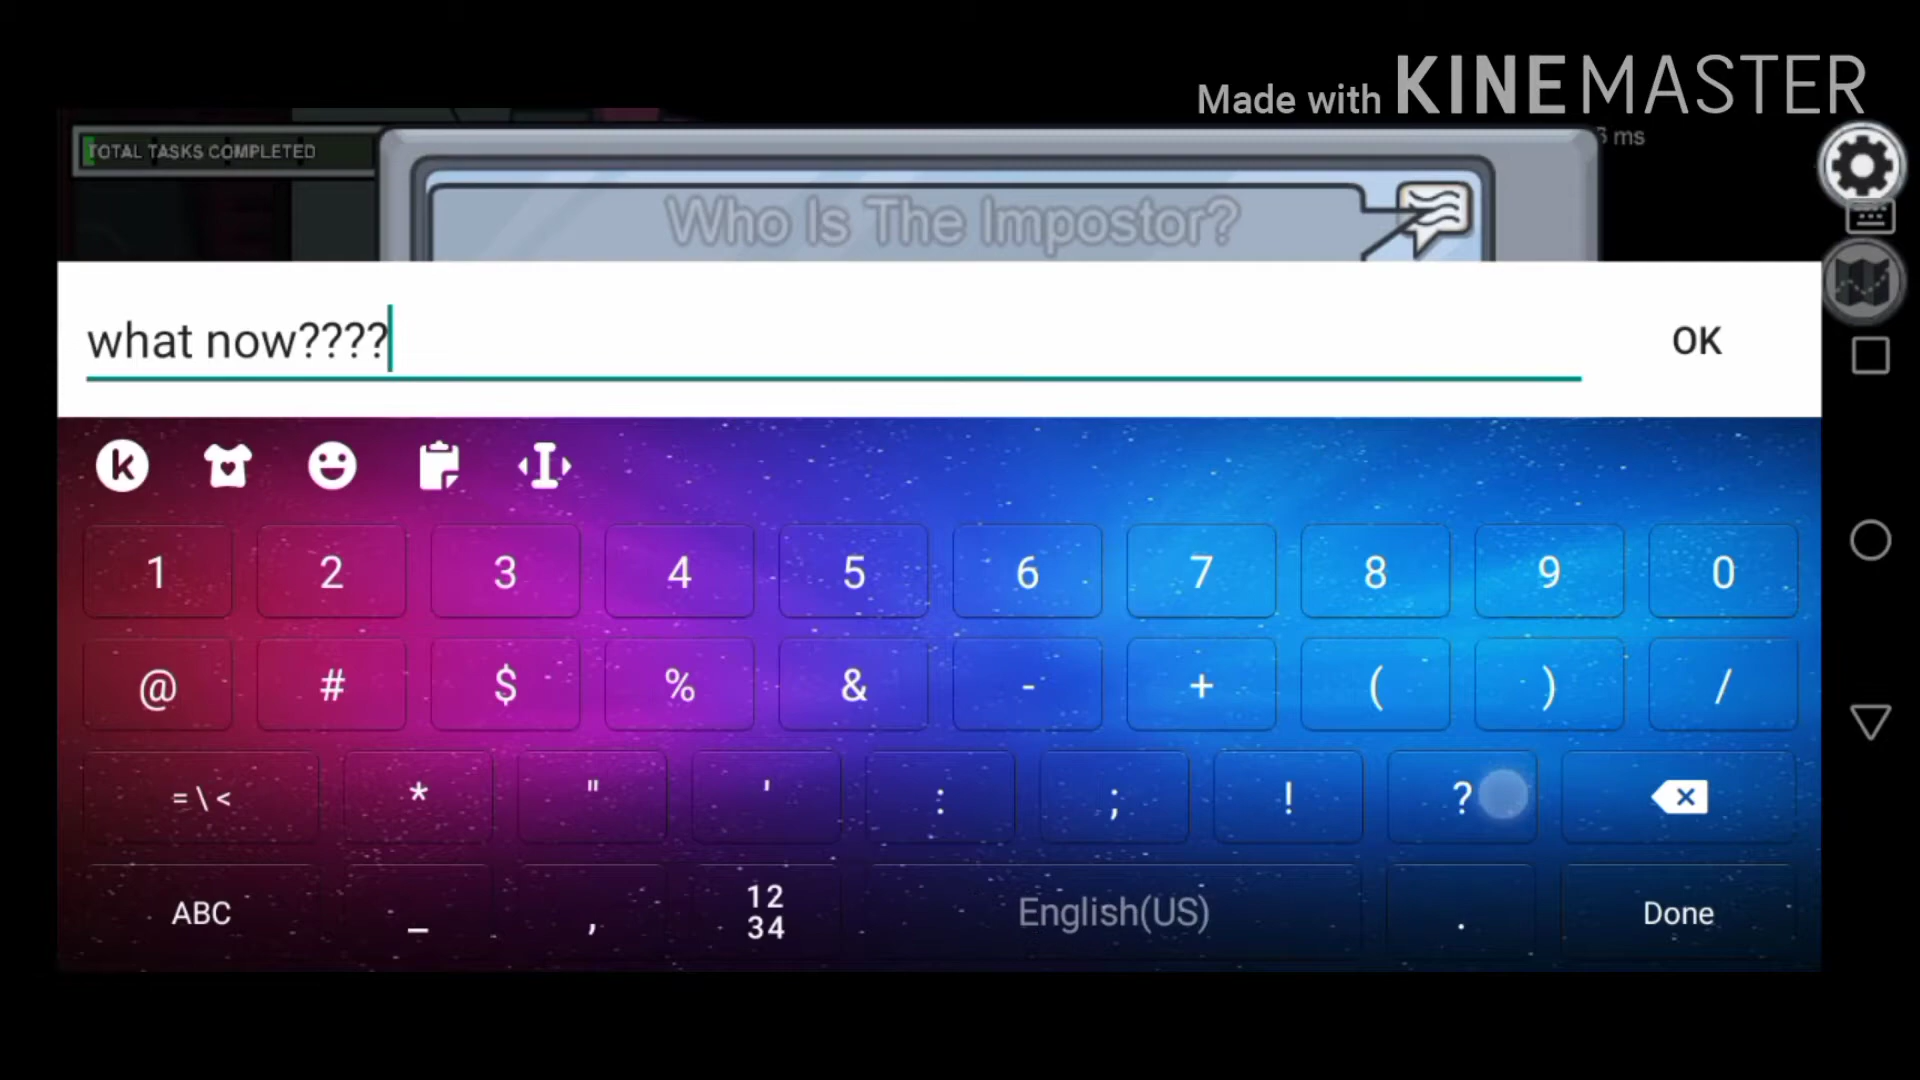 Made with KINEMASTER
TOTAL TASKS COMPLETED
ms
Who Is The Impostor?
what now????
OK
k
1 2 3 4 5 6 7 8 9 0
@ # $ % & - + ( ) /
= \ < * " ' : ; ! ?
ABC _ , 12 34 English(US) . Done